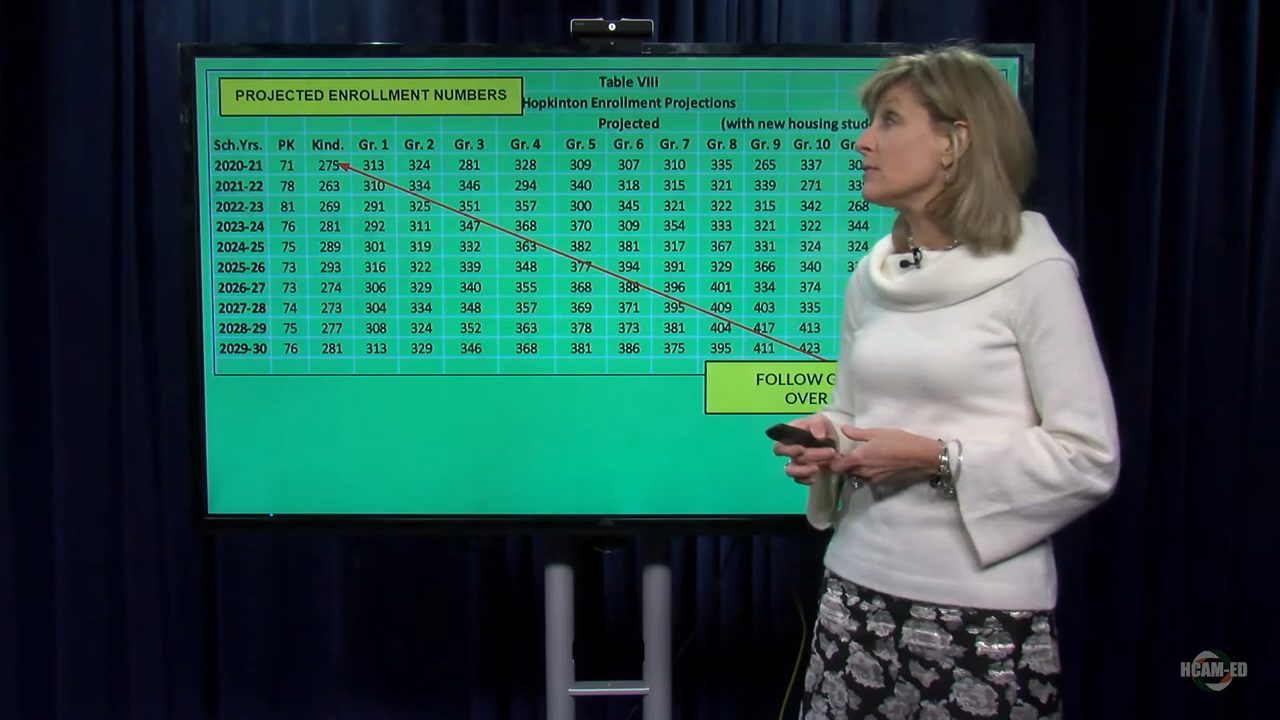 PROJECTED ENROLLMENT NUMBERS
Table VIII
Hopkinton Enrollment Projections
Projected (with new housing
Sch.Yrs. PK Kind. Gr. 1 Gr. 2 Gr. 3 Gr. 4 Gr. 5 Gr. 6 Gr. 7 Gr. 8 Gr. 9 Gr. 10
2020-21 71 275 313 324 281 328 309 307 310 335 265 337
2021-22 78 263 310 334 346 294 340 318 315 321 339 271
2022-23 81 269 291 325 351 357 300 345 321 322 315 342 268
2023-24 76 281 292 311 347 368 370 309 354 333 321 322 344
2024-25 75 289 301 319 332 363 382 381 317 367 331 324 324
2025-26 73 293 316 322 339 348 377 394 391 329 366 340
2026-27 73 274 306 329 340 355 368 388 396 401 334 374
2027-28 74 273 304 334 348 357 369 371 395 409 403 335
2028-29 75 277 308 324 352 363 378 373 381 404 417 413
2029-30 76 281 313 329 346 368 381 386 375 395 411 423
FOLLOW
OVER
HCAM-ED